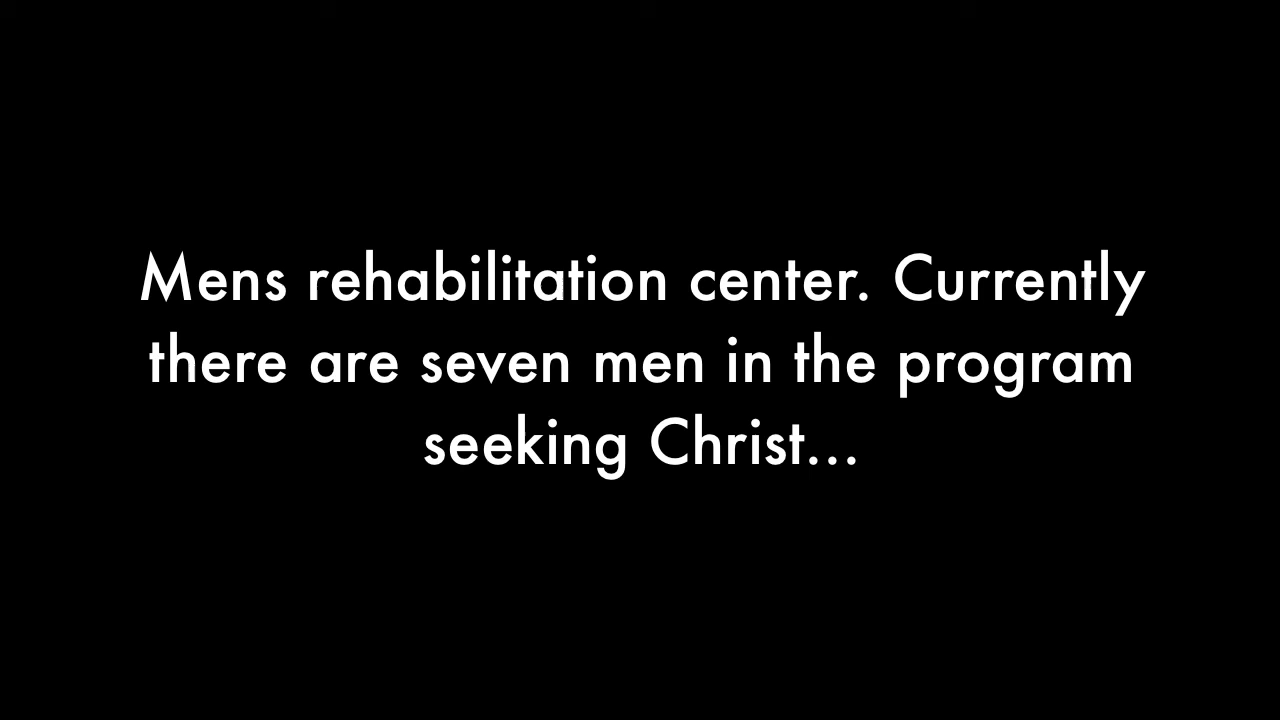 Mens rehabilitation center. Currently
there are seven men in the program
seeking Christ...